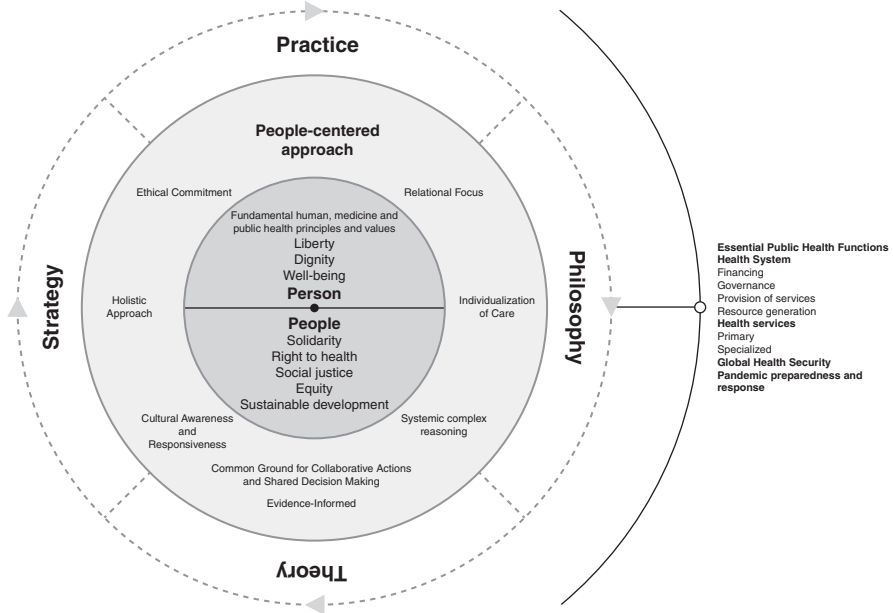 Practice
People-centered
approach
Ethical Commitment
Relational Focus
Fundamental human, medicine and
public health principles and values
Liberty
Dignity
Well-being
Person
People
Solidarity
Right to health
Social justice
Equity
Sustainable development
Strategy
Holistic
Approach
Individualization
of Care
Philosophy
Cultural Awareness
and
Responsiveness
Systemic complex
reasoning
Common Ground for Collaborative Actions
and Shared Decision Making
Evidence-Informed
Theory
Essential Public Health Functions
Health System
Financing
Governance
Provision of services
Resource generation
Health services
Primary
Specialized
Global Health Security
Pandemic preparedness and
response